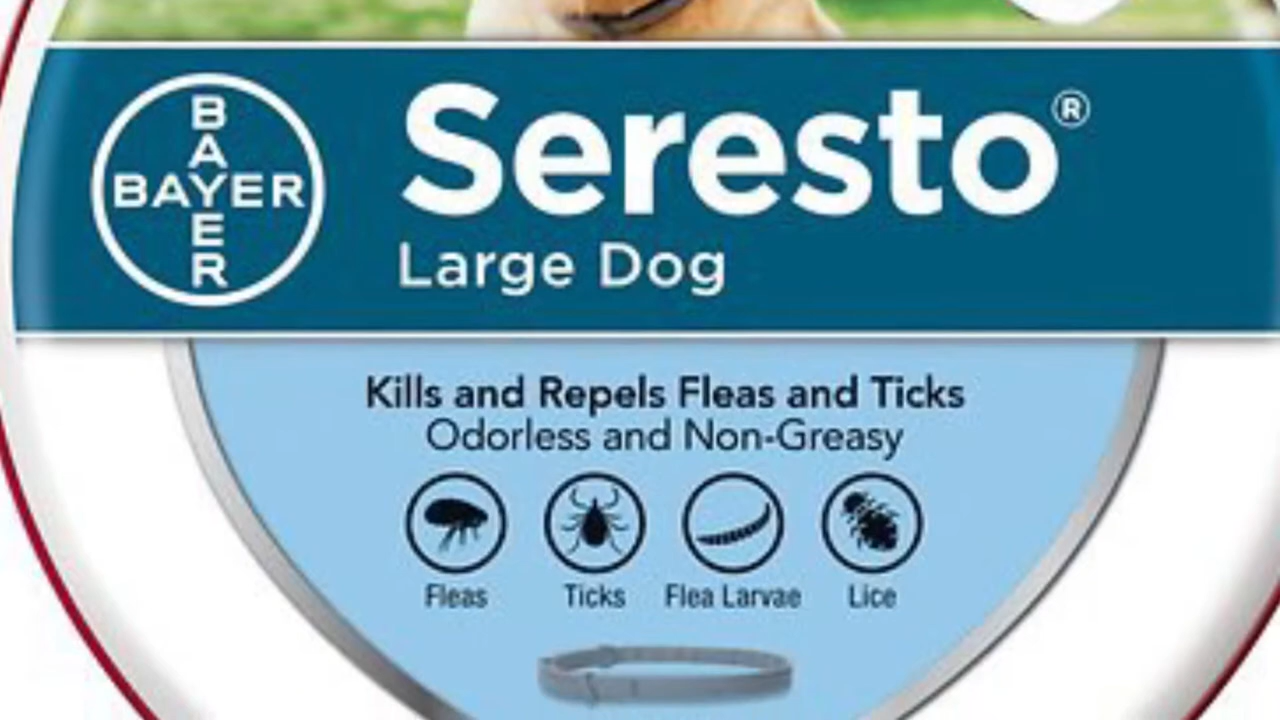 BAYER
BAYER
Seresto®
Large Dog
Kills and Repels Fleas and Ticks
Odorless and Non-Greasy
Fleas
Ticks
Flea Larvae
Lice